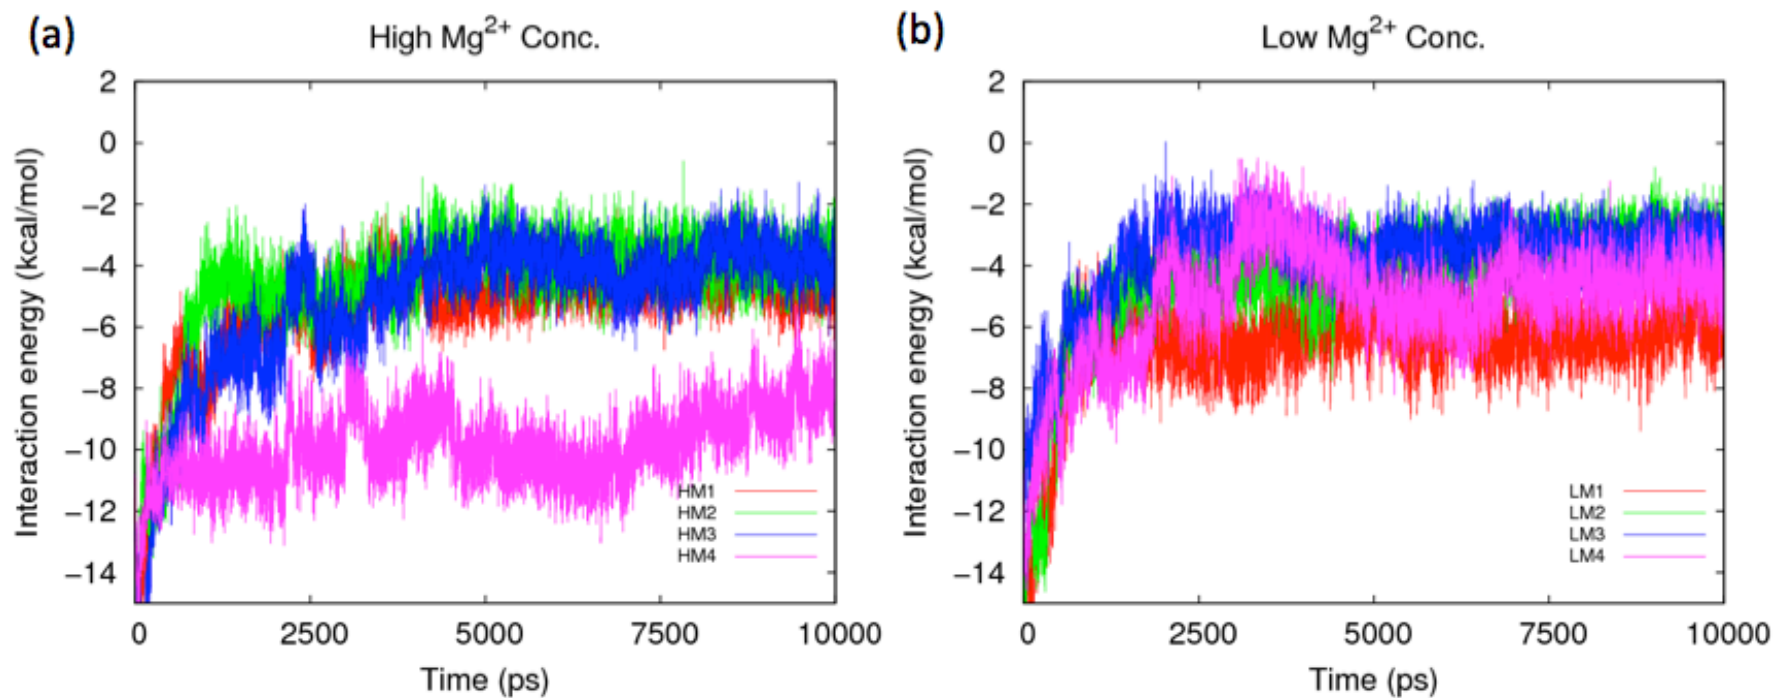 (a)
High Mg²⁺ Conc.
Interaction energy (kcal/mol)
2
0
−2
−4
−6
−8
−10
−12
−14
HM1
HM2
HM3
HM4
0 2500 5000 7500 10000
Time (ps)
(b)
Low Mg²⁺ Conc.
Interaction energy (kcal/mol)
2
0
−2
−4
−6
−8
−10
−12
−14
LM1
LM2
LM3
LM4
0 2500 5000 7500 10000
Time (ps)